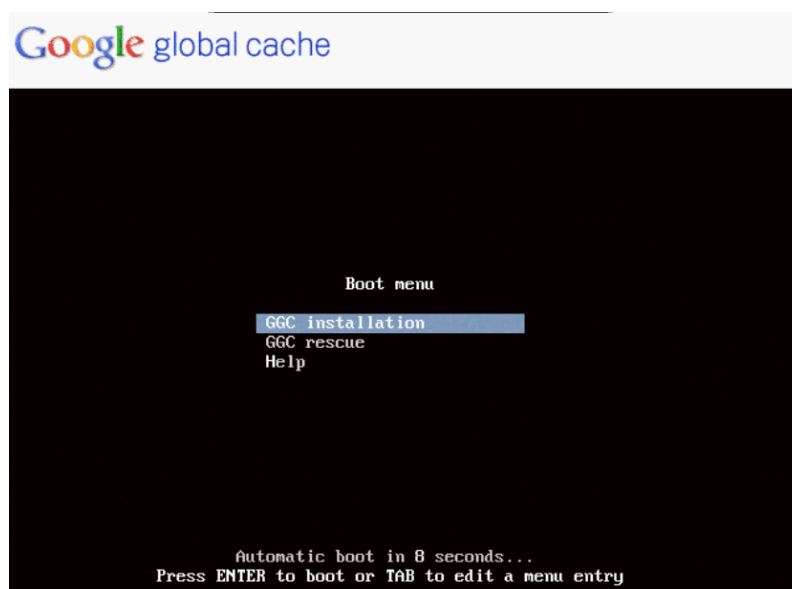 Google global cache
Boot menu
GGC installation
GGC rescue
Help
Automatic boot in 8 seconds...
Press ENTER to boot or TAB to edit a menu entry